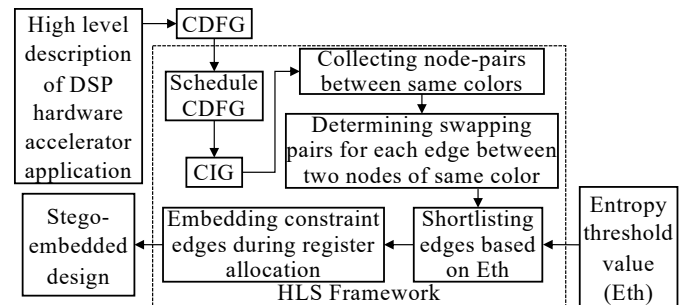 High level
description
of DSP
hardware
accelerator
application
CDFG
Schedule
CDFG
CIG
Collecting node-pairs
between same colors
Determining swapping
pairs for each edge between
two nodes of same color
Stego-
embedded
design
Embedding constraint
edges during register
allocation
Shortlisting
edges based
on Eth
Entropy
threshold
value
(Eth)
HLS Framework